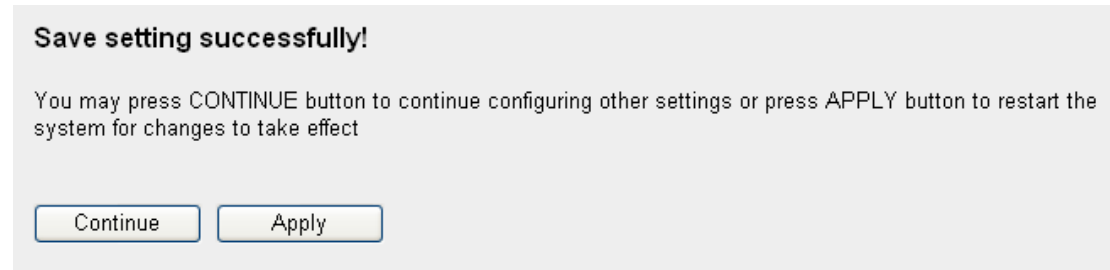 Save setting successfully!
You may press CONTINUE button to continue configuring other settings or press APPLY button to restart the
system for changes to take effect
Continue Apply